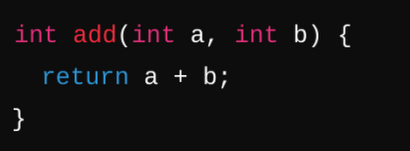 int add(int a, int b) {
  return a + b;
}